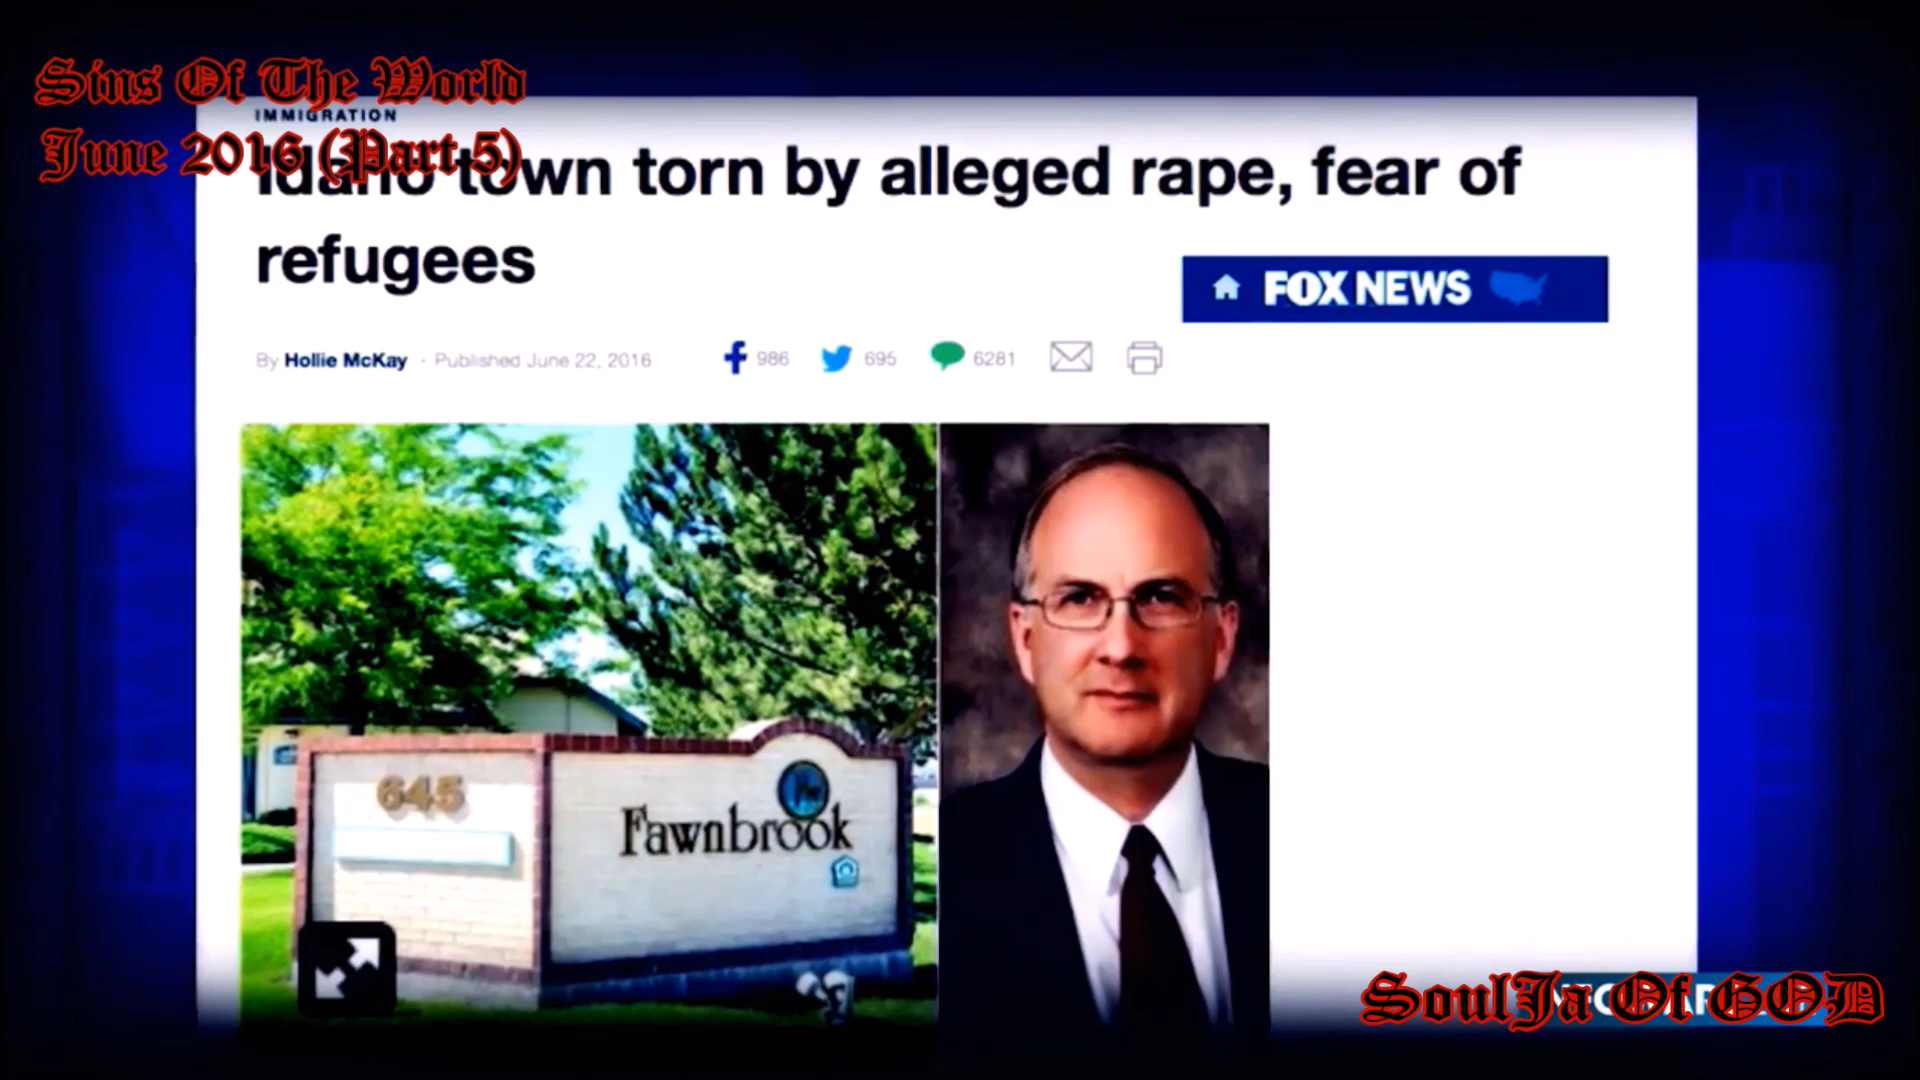 Sins Of The World
IMMIGRATION
June 2016 (Part 5)
Idaho town torn by alleged rape, fear of
refugees
FOX NEWS
By Hollie McKay - Published June 22, 2016
986 695 6281
645
Fawnbrook
SoulJa Of GOD